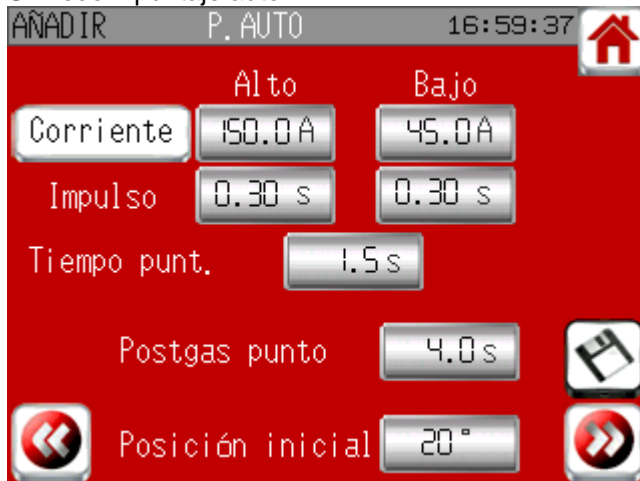 AÑADIR P.AUTO 16:59:37
Alto Bajo
Corriente 150.0A 45.0A
Impulso 0.30 s 0.30 s
Tiempo punt. 1.5s
Postgas punto 4.0s
Posición inicial 20°